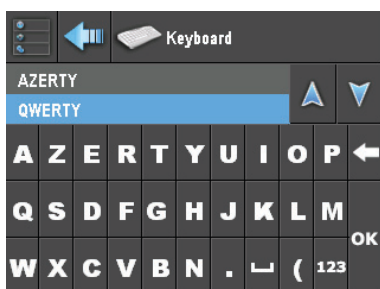 Keyboard
AZERTY
QWERTY
A Z E R T Y U I O P
Q S D F G H J K L M
OK
W X C V B N . ( 123